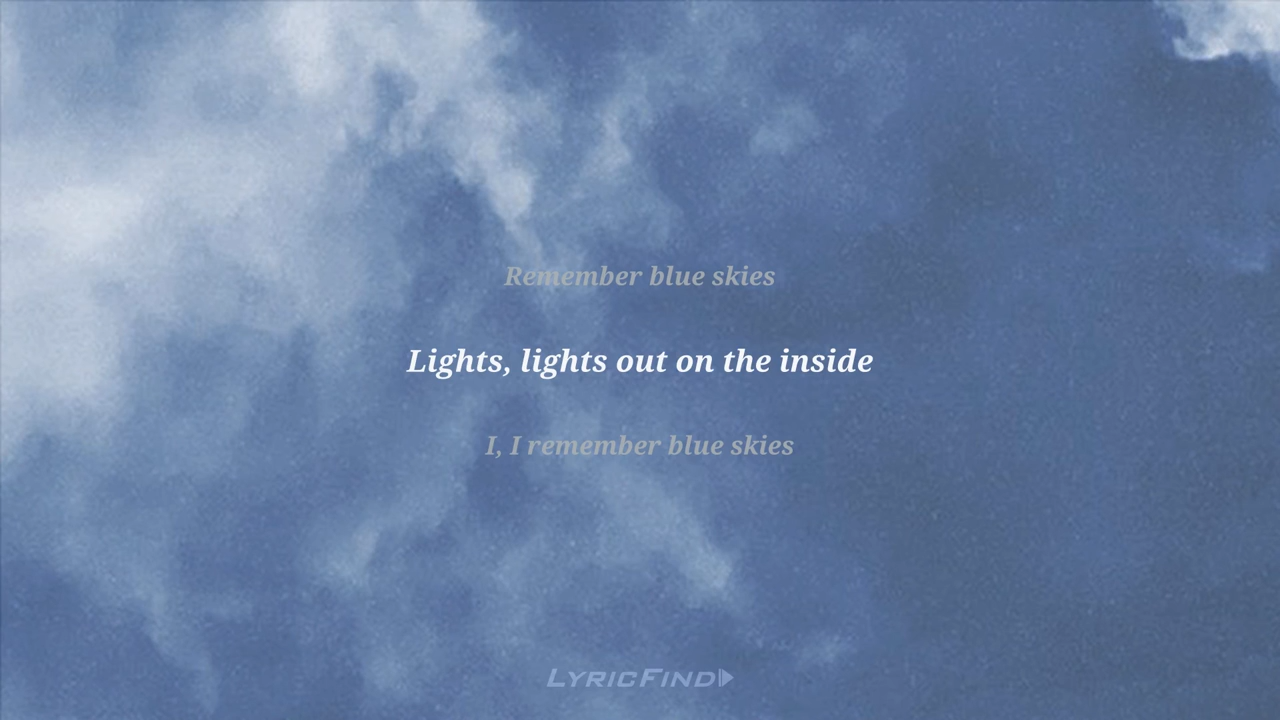 Remember blue skies
Lights, lights out on the inside
I, I remember blue skies
LYRICFIND